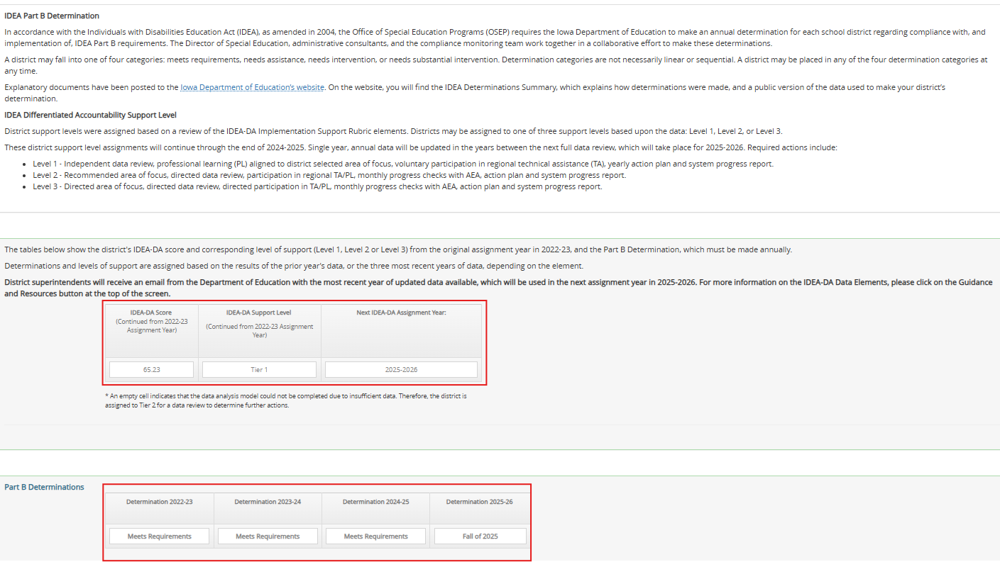 IDEA Part B Determination
In accordance with the Individuals with Disabilities Education Act (IDEA), as amended in 2004, the Office of Special Education Programs (OSEP) requires the Iowa Department of Education to make an annual determination for each school district regarding compliance with, and
implementation of, IDEA Part B requirements. The Director of Special Education, administrative consultants, and the compliance monitoring team work together in a collaborative effort to make these determinations.
A district may fall into one of four categories: meets requirements, needs assistance, needs intervention, or needs substantial intervention. Determination categories are not necessarily linear or sequential. A district may be placed in any of the four determination categories at
any time.
Explanatory documents have been posted to the Iowa Department of Education's website. On the website, you will find the IDEA Determinations Summary, which explains how determinations were made, and a public version of the data used to make your district's
determination.
IDEA Differentiated Accountability Support Level
District support levels were assigned based on a review of the IDEA-DA Implementation Support Rubric elements. Districts may be assigned to one of three support levels based upon the data: Level 1, Level 2, or Level 3.
These district support level assignments will continue through the end of 2024-2025. Single year, annual data will be updated in the years between the next full data review, which will take place for 2025-2026. Required actions include:
• Level 1 - Independent data review, professional learning (PL) aligned to district selected area of focus, voluntary participation in regional technical assistance (TA), yearly action plan and system progress report.
• Level 2 - Recommended area of focus, directed data review, participation in regional TA/PL, monthly progress checks with AEA, action plan and system progress report.
• Level 3 - Directed area of focus, directed data review, directed participation in TA/PL, monthly progress checks with AEA, action plan and system progress report.
The tables below show the district's IDEA-DA score and corresponding level of support (Level 1, Level 2 or Level 3) from the original assignment year in 2022-23, and the Part B Determination, which must be made annually.
Determinations and levels of support are assigned based on the results of the prior year's data, or the three most recent years of data, depending on the element.
District superintendents will receive an email from the Department of Education with the most recent year of updated data available, which will be used in the next assignment year in 2025-2026. For more information on the IDEA-DA Data Elements, please click on the Guidance
and Resources button at the top of the screen.
IDEA-DA Score
(Continued from 2022-23
Assignment Year)
IDEA-DA Support Level
(Continued from 2022-23 Assignment
Year)
Next IDEA-DA Assignment Year:
65.23
Tier 1
2025-2026
* An empty cell indicates that the data analysis model could not be completed due to insufficient data. Therefore, the district is
assigned to Tier 2 for a data review to determine further actions.
Part B Determinations
Determination 2022-23
Determination 2023-24
Determination 2024-25
Determination 2025-26
Meets Requirements
Meets Requirements
Meets Requirements
Fall of 2025